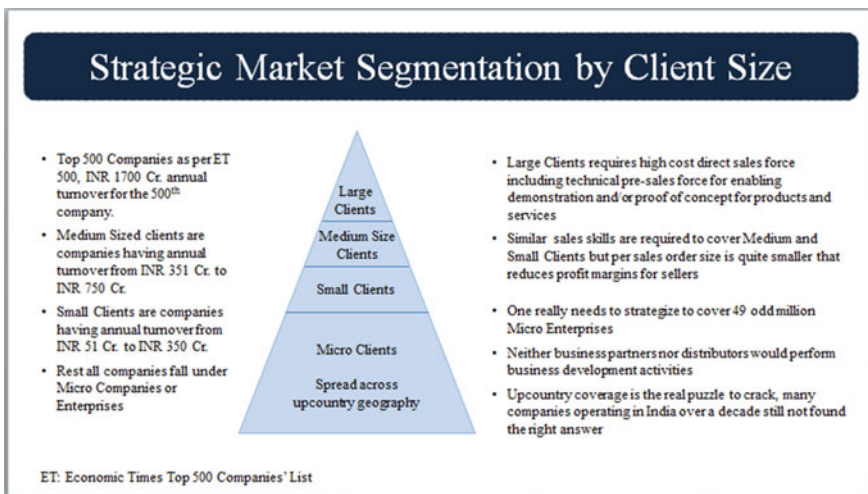 Strategic Market Segmentation by Client Size
• Top 500 Companies as per ET
500, INR 1700 Cr. annual
turnover for the 500th
company.
• Medium Sized clients are
companies having annual
turnover from INR 351 Cr. to
INR 750 Cr.
• Small Clients are companies
having annual turnover from
INR 51 Cr. to INR 350 Cr.
• Rest all companies fall under
Micro Companies or
Enterprises
Large
Clients
Medium Size
Clients
Small Clients
Micro Clients
Spread across
upcountry geography
• Large Clients requires high cost direct sales force
including technical pre-sales force for enabling
demonstration and/or proof of concept for products and
services
• Similar sales skills are required to cover Medium and
Small Clients but per sales order size is quite smaller that
reduces profit margins for sellers
• One really needs to strategize to cover 49 odd million
Micro Enterprises
• Neither business partners nor distributors would perform
business development activities
• Upcountry coverage is the real puzzle to crack, many
companies operating in India over a decade still not found
the right answer
ET: Economic Times Top 500 Companies' List